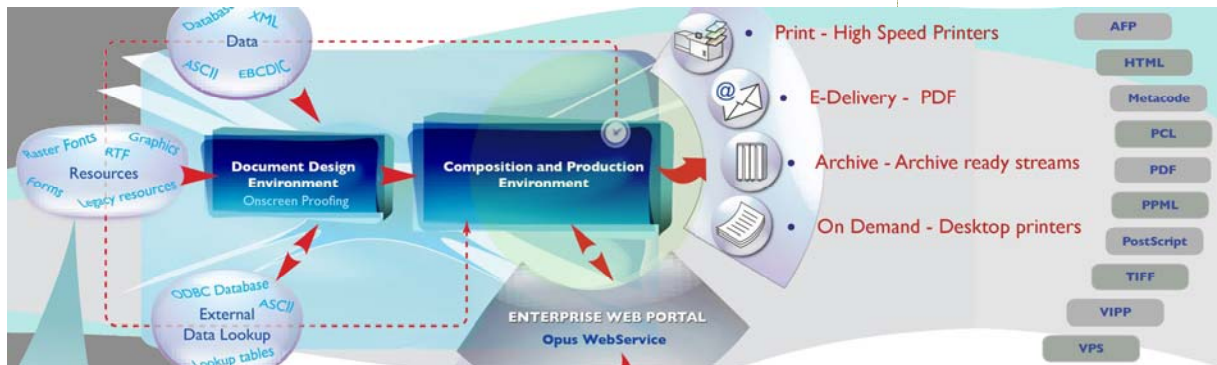 Database
XML
Data
ASCII
EBCDIC
Raster Fonts
Graphics
RTF
Resources
Forms
Legacy resources
Document Design
Environment
Onscreen Proofing
Composition and Production
Environment
ODBC Database
ASCII
External
Data Lookup
Lookup tables
ENTERPRISE WEB PORTAL
Opus WebService
@
• Print - High Speed Printers
• E-Delivery - PDF
• Archive - Archive ready streams
• On Demand - Desktop printers
AFP
HTML
Metacode
PCL
PDF
PPML
PostScript
TIFF
VIPP
VPS